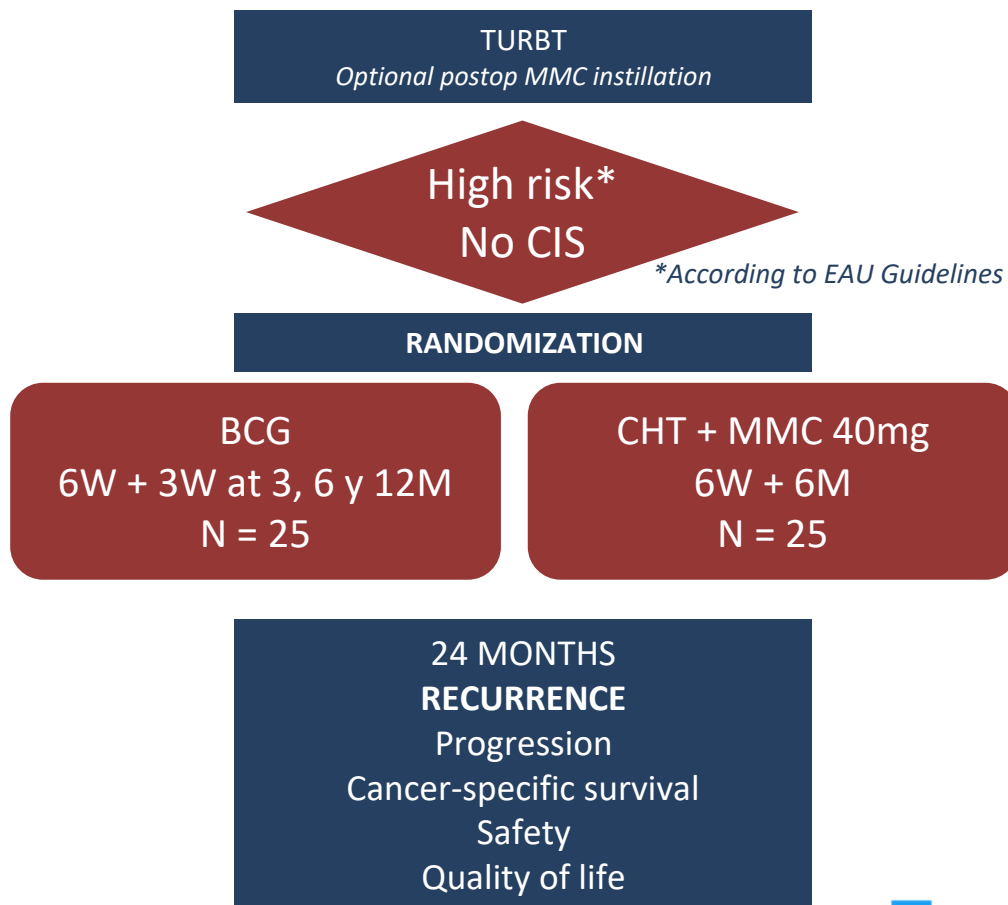 TURBT
Optional postop MMC instillation
High risk*
No CIS
*According to EAU Guidelines
RANDOMIZATION
BCG
6W + 3W at 3, 6 y 12M
N = 25
CHT + MMC 40mg
6W + 6M
N = 25
24 MONTHS
RECURRENCE
Progression
Cancer-specific survival
Safety
Quality of life